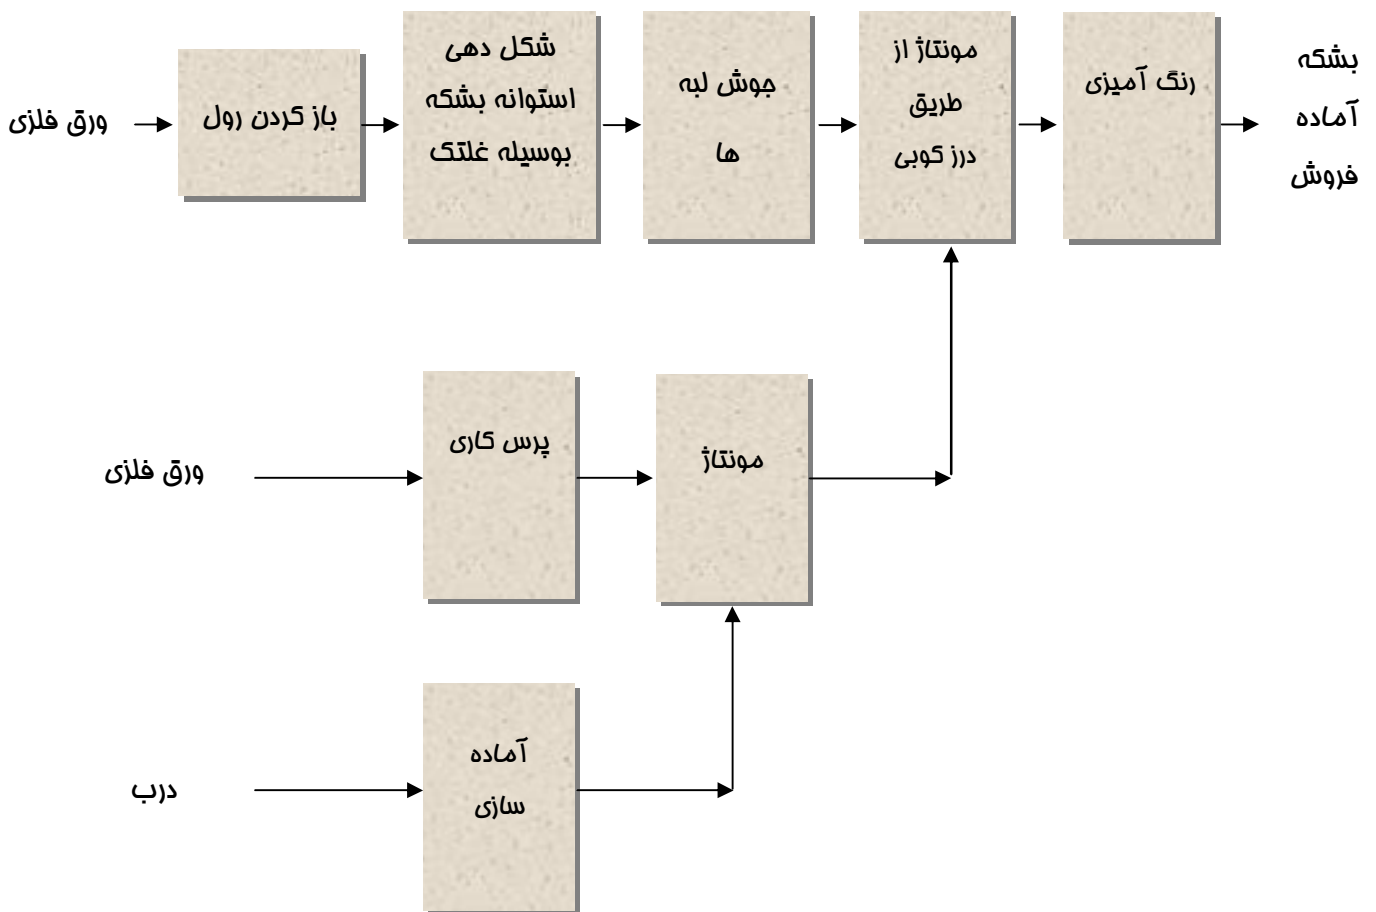 ورق فلزی
باز کردن رول
شکل دهی
استوانه بشکه
بوسیله غلتک
جوش لبه
ها
مونتاژ از
طریق
درز کوبی
رنگ آمیزی
بشکه
آماده
فروش
ورق فلزی
پرس کاری
مونتاژ
درب
آماده
سازی